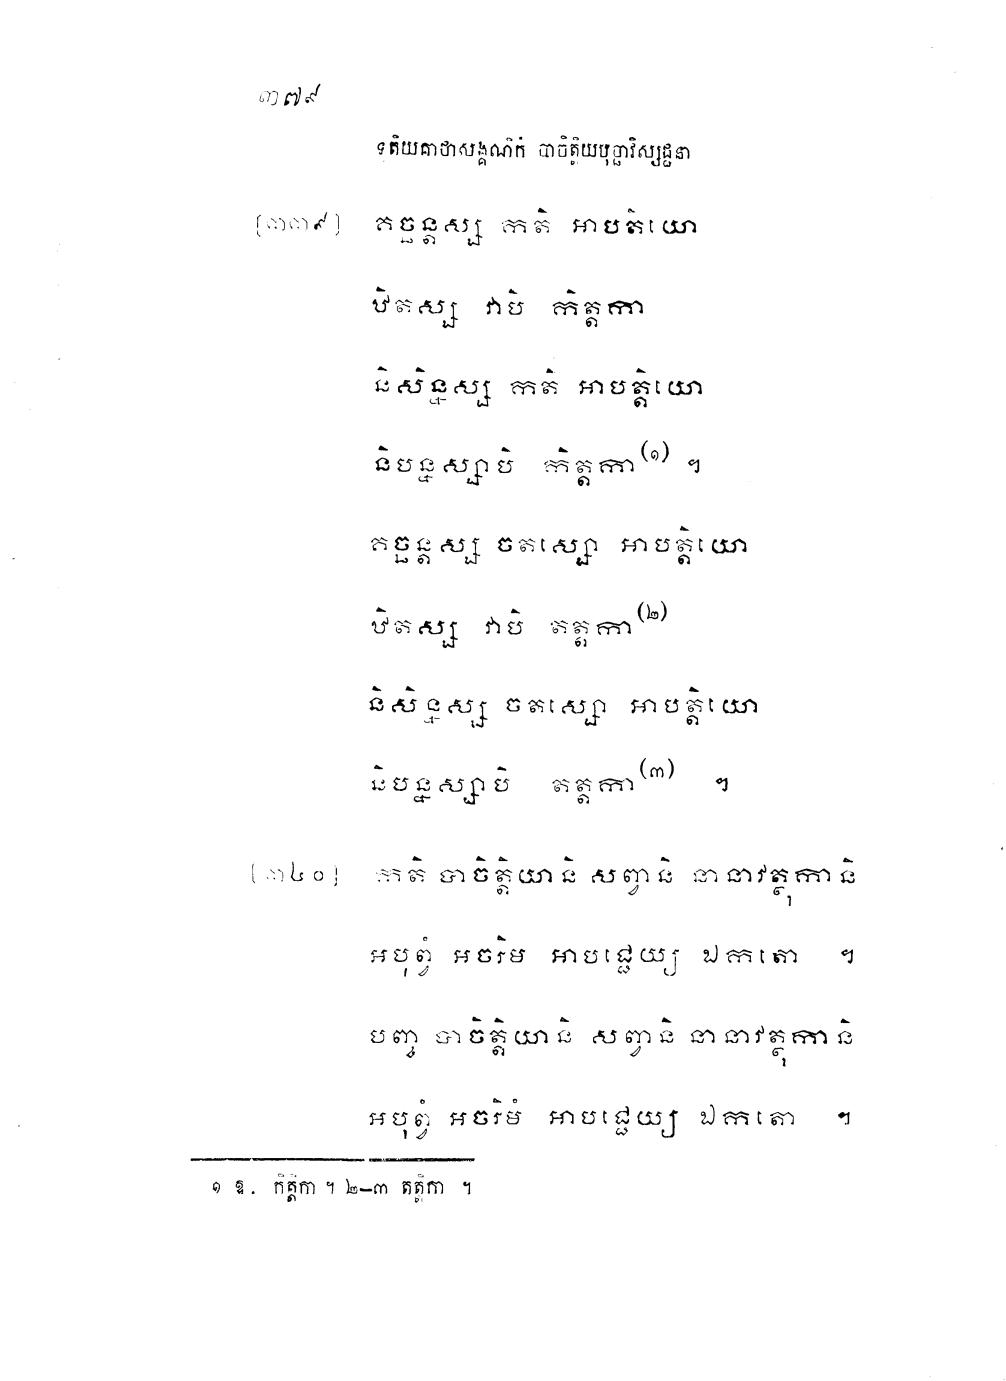 ៣៧៩
ទុតិយគាថាសង្គណិកំ បាចិត្តិយបុច្ឆាវិស្សជ្ជនា
[៣៣៩] គច្ឆន្តស្ស កតិ អាបត្តិយោ
ឋិតស្ស វាបិ កិត្តកា
និសិន្នស្ស កតិ អាបត្តិយោ
និបន្នស្សាបិ កិត្តកា(១) ។
គច្ឆន្តស្ស ចតស្សោ អាបត្តិយោ
ឋិតស្ស វាបិ តត្តកា(២)
និសិន្នស្ស ចតស្សោ អាបត្តិយោ
និបន្នស្សាបិ តត្តកា(៣) ។
[៣៤០] កតិ បាចិត្តិយានិ សព្វានិ នានាវត្ថុកានិ
អបុព្វំ អចរិម អាបជ្ជេយ្យ ឯកតោ ។
បញ្ច បាចិត្តិយានិ សព្វានិ នានាវត្ថុកានិ
អបុព្វំ អចរិមំ អាបជ្ជេយ្យ ឯកតោ ។
១ ឱ. កិត្តិកា ។ ២–៣ តត្តិកា ។